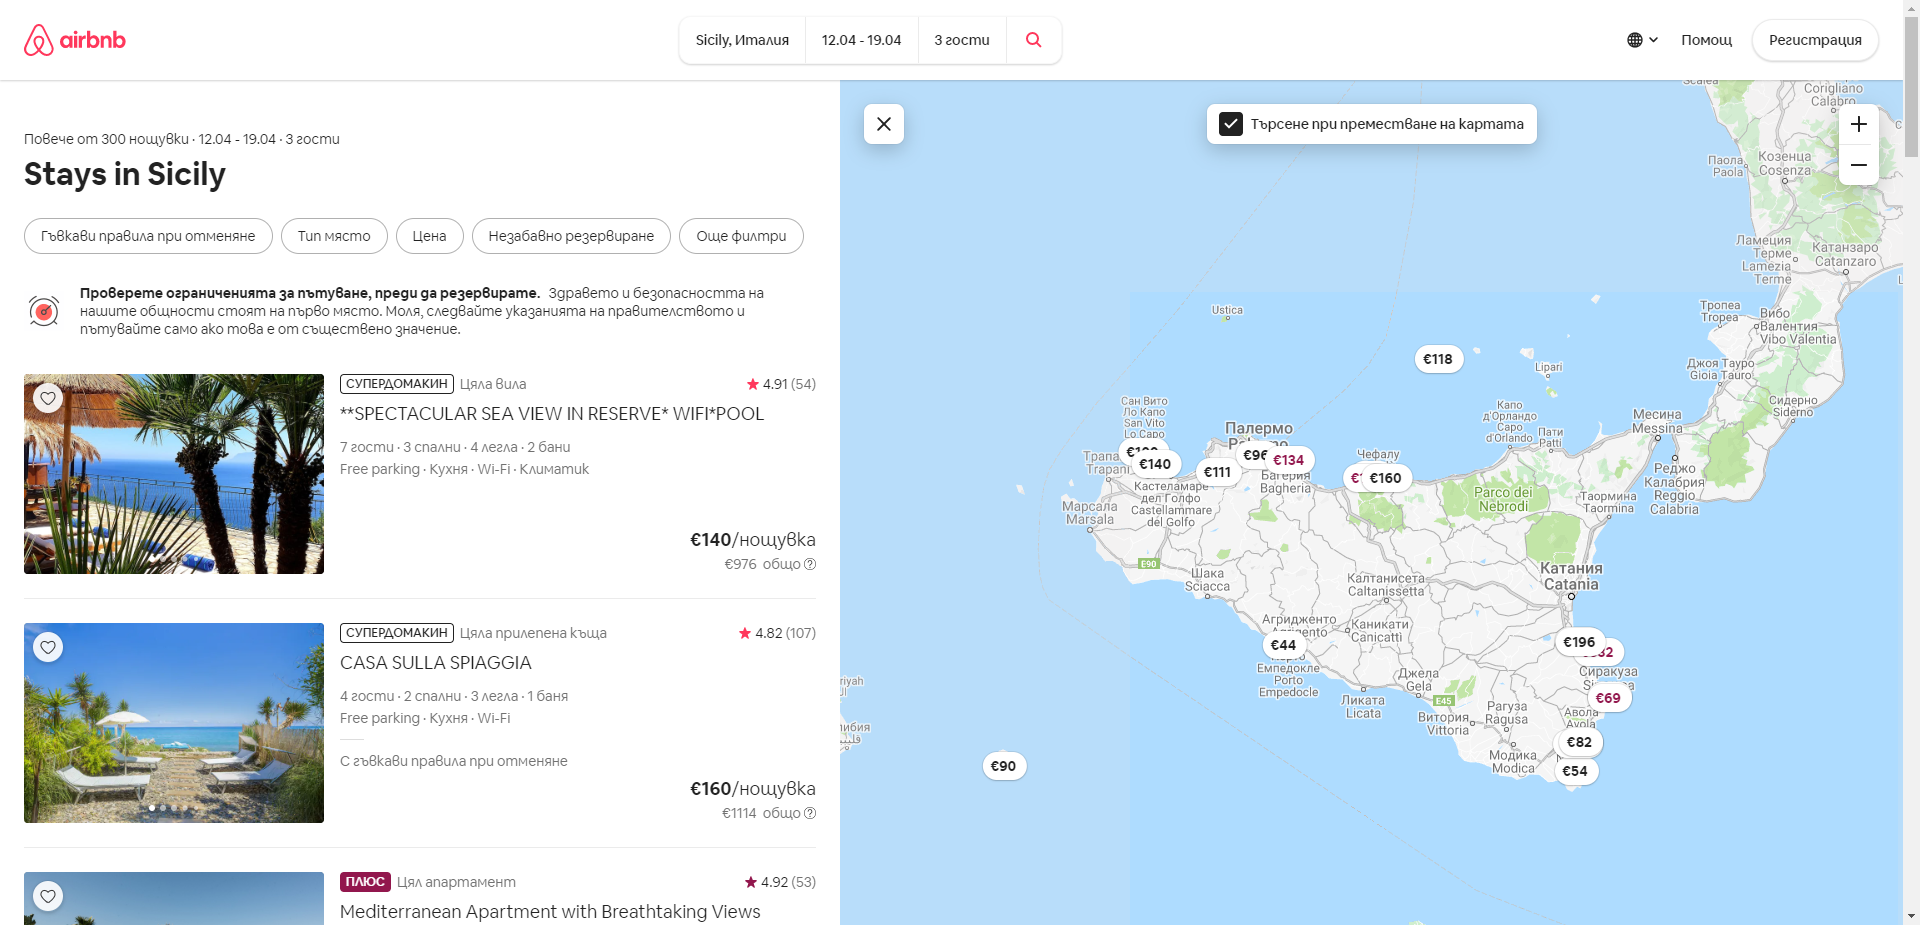 airbnb
Sicily, Италия
12.04 - 19.04
3 гости
Помощ
Регистрация
Повече от 300 нощувки · 12.04 - 19.04 · 3 гости
Stays in Sicily
Гъвкави правила при отменяне
Тип място
Цена
Незабавно резервиране
Още филтри
Проверете ограниченията за пътуване, преди да резервирате. Здравето и безопасността на
нашите общности стоят на първо място. Моля, следвайте указанията на правителството и
пътувайте само ако това е от съществено значение.
СУПЕРДОМАКИН Цяла вила
4.91 (54)
**SPECTACULAR SEA VIEW IN RESERVE* WIFI*POOL
7 гости · 3 спални · 4 легла · 2 бани
Free parking · Кухня · Wi-Fi · Климатик
€140/нощувка
€976 общо
СУПЕРДОМАКИН Цяла прилепена къща
4.82 (107)
CASA SULLA SPIAGGIA
4 гости · 2 спални · 3 легла · 1 баня
Free parking · Кухня · Wi-Fi
С гъвкави правила при отменяне
€160/нощувка
€1114 общо
ПЛЮС Цял апартамент
4.92 (53)
Mediterranean Apartment with Breathtaking Views
Търсене при преместване на картата
Corigliano
Calabro
Паола
Paola
Козенца
Cosenza
Ламеция
Терме
Lamezia
Terme
Катанзаро
Catanzaro
Тропеа
Tropea
Вибо
Валентия
Vibo Valentia
Ustica
€118
Lipari
Джоя Тауро
Gioia Tauro
Сидерно
Siderno
Сан Вито
Ло Капо
San Vito
Lo Capo
Капо
д'Орландо
Capo
d'Orlando
Пати
Patti
Месина
Messina
Палермо
Трапани
Trapani
€140
€111
€96
€134
Багерия
Bagheria
Чефалу
€160
Кастеламаре
дел Голфо
Castellammare
del Golfo
Марсала
Marsala
Parco dei
Nebrodi
Таормина
Taormina
Реджо
Калабрия
Reggio
Calabria
E90
Шака
Sciacca
Калтанисета
Caltanissetta
Катания
Catania
Агридженто
Agrigento
Каникати
Canicattì
€44
Емпедокле
Porto
Empedocle
€196
Сиракуза
€69
Джела
Gela
E45
Ликата
Licata
Витория
Vittoria
Рагуза
Ragusa
Авола
Avola
€82
Модика
Modica
€54
€90